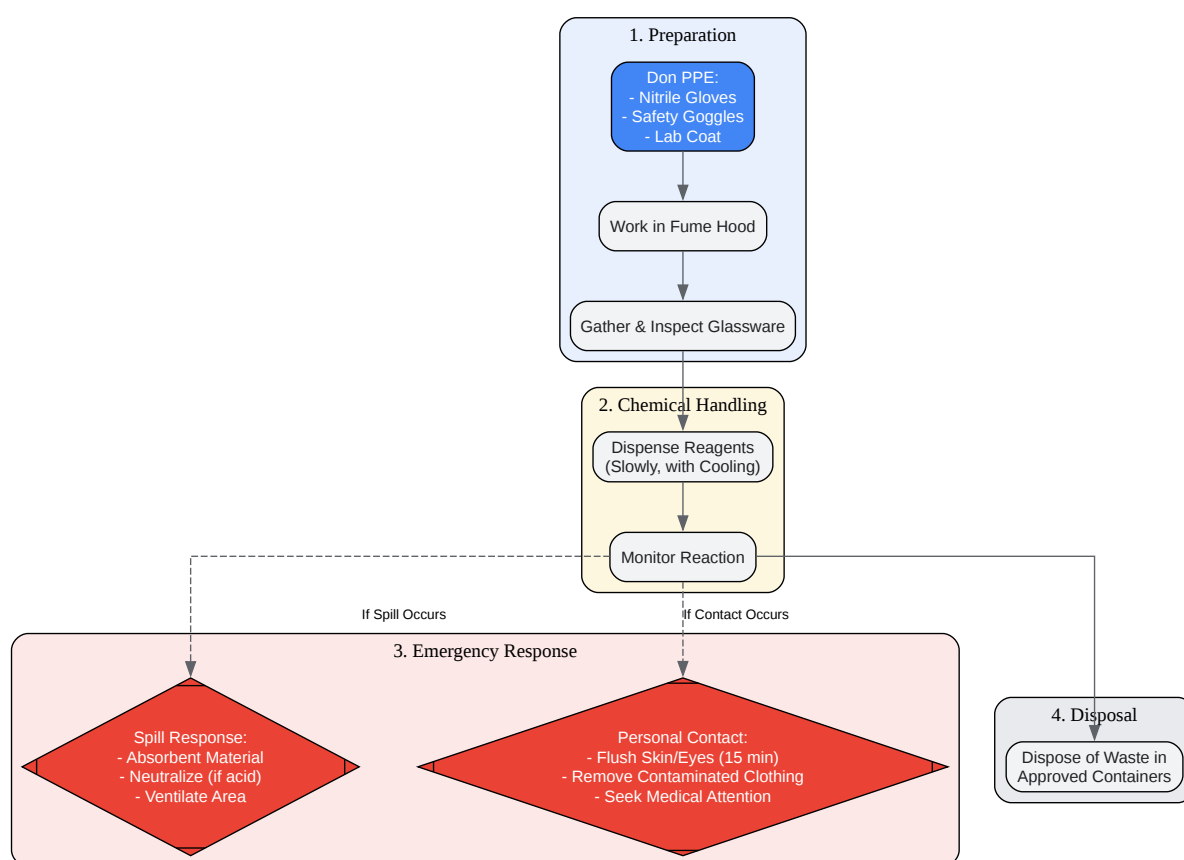 1. Preparation
Don PPE:
- Nitrile Gloves
- Safety Goggles
- Lab Coat
Work in Fume Hood
Gather & Inspect Glassware
2. Chemical Handling
Dispense Reagents
(Slowly, with Cooling)
Monitor Reaction
If Spill Occurs
If Contact Occurs
3. Emergency Response
Spill Response:
- Absorbent Material
- Neutralize (if acid)
- Ventilate Area
Personal Contact:
- Flush Skin/Eyes (15 min)
- Remove Contaminated Clothing
- Seek Medical Attention
4. Disposal
Dispose of Waste in
Approved Containers